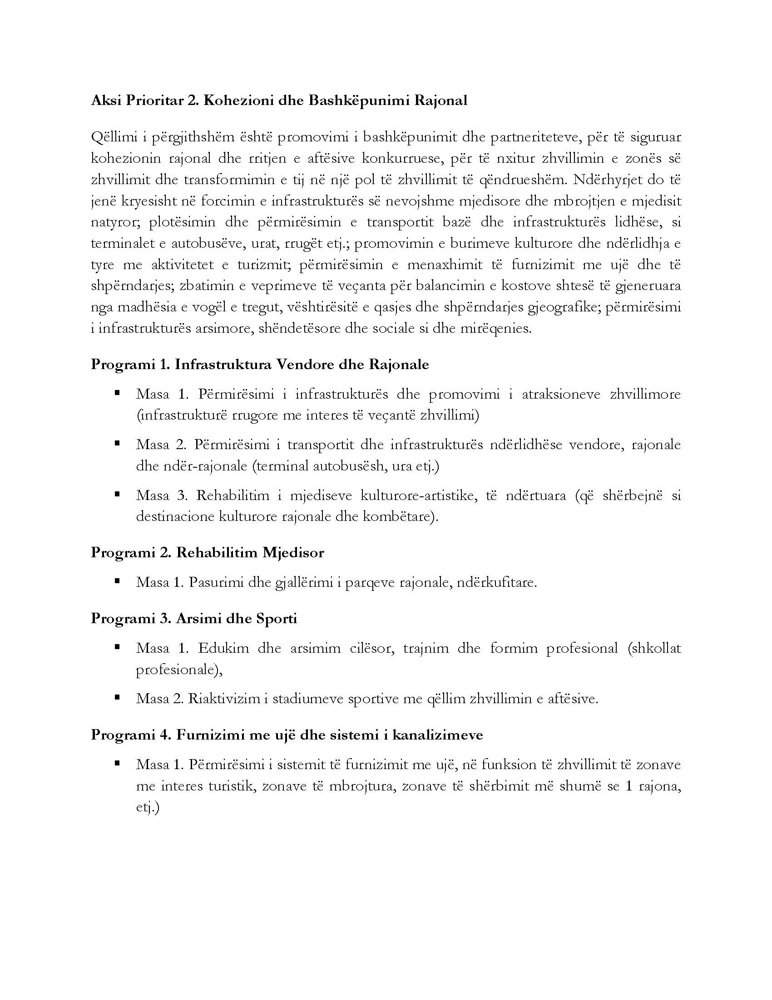 Aksi Prioritar 2. Kohezioni dhe Bashkëpunimi Rajonal
Qëllimi i përgjithshëm është promovimi i bashkëpunimit dhe partneriteteve, për të siguruar
kohezionin rajonal dhe rritjen e aftësive konkurruese, për të nxitur zhvillimin e zonës së
zhvillimit dhe transformimin e tij në një pol të zhvillimit të qëndrueshëm. Ndërhyrjet do të
jenë kryesisht në forcimin e infrastrukturës së nevojshme mjedisore dhe mbrojtjen e mjedisit
natyror; plotësimin dhe përmirësimin e transportit bazë dhe infrastrukturës lidhëse, si
terminalet e autobusëve, urat, rrugët etj.; promovimin e burimeve kulturore dhe ndërlidhja e
tyre me aktivitetet e turizmit; përmirësimin e menaxhimit të furnizimit me ujë dhe të
shpërndarjes; zbatimin e veprimeve të veçanta për balancimin e kostove shtesë të gjeneruara
nga madhësia e vogël e tregut, vështirësitë e qasjes dhe shpërndarjes gjeografike; përmirësimi
i infrastrukturës arsimore, shëndetësore dhe sociale si dhe mirëqenies.
Programi 1. Infrastruktura Vendore dhe Rajonale
▪ Masa 1. Përmirësimi i infrastrukturës dhe promovimi i atraksioneve zhvillimore
(infrastrukturë rrugore me interes të veçantë zhvillimi)
▪ Masa 2. Përmirësimi i transportit dhe infrastrukturës ndërlidhëse vendore, rajonale
dhe ndër-rajonale (terminal autobusësh, ura etj.)
▪ Masa 3. Rehabilitim i mjediseve kulturore-artistike, të ndërtuara (që shërbejnë si
destinacione kulturore rajonale dhe kombëtare).
Programi 2. Rehabilitim Mjedisor
▪ Masa 1. Pasurimi dhe gjallërimi i parqeve rajonale, ndërkufitare.
Programi 3. Arsimi dhe Sporti
▪ Masa 1. Edukim dhe arsimim cilësor, trajnim dhe formim profesional (shkollat
profesionale),
▪ Masa 2. Riaktivizim i stadiumeve sportive me qëllim zhvillimin e aftësive.
Programi 4. Furnizimi me ujë dhe sistemi i kanalizimeve
▪ Masa 1. Përmirësimi i sistemit të furnizimit me ujë, në funksion të zhvillimit të zonave
me interes turistik, zonave të mbrojtura, zonave të shërbimit më shumë se 1 rajona,
etj.)